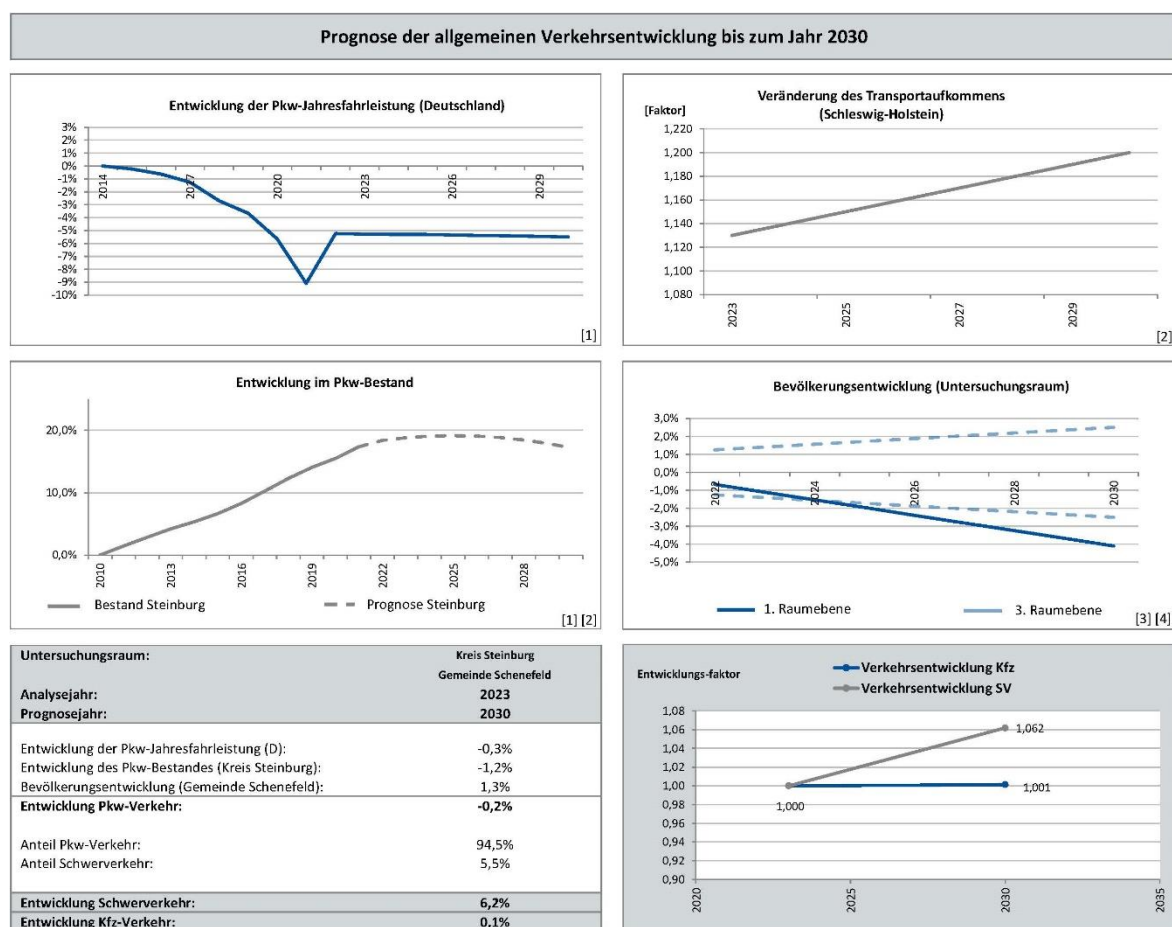 Prognose der allgemeinen Verkehrsentwicklung bis zum Jahr 2030
Entwicklung der Pkw-Jahresfahrleistung (Deutschland)
3%
2%
1%
0%
-1%
-2%
-3%
-4%
-5%
-6%
-7%
-8%
-9%
-10%
2014
2017
2020
2023
2026
2029
[1]
Veränderung des Transportaufkommens
(Schleswig-Holstein)
[Faktor]
1,220
1,200
1,180
1,160
1,140
1,120
1,100
1,080
2023
2025
2027
2029
[2]
Entwicklung im Pkw-Bestand
20,0%
10,0%
0,0%
2010
2013
2016
2019
2022
2025
2028
Bestand Steinburg
Prognose Steinburg
[1] [2]
Bevölkerungsentwicklung (Untersuchungsraum)
3,0%
2,0%
1,0%
0,0%
-1,0%
-2,0%
-3,0%
-4,0%
-5,0%
2022
2024
2026
2028
2030
1. Raumebene
3. Raumebene
[3] [4]
Untersuchungsraum: Kreis Steinburg
Gemeinde Schenefeld
Analysejahr: 2023
Prognosejahr: 2030
Entwicklung der Pkw-Jahresfahrleistung (D): -0,3%
Entwicklung des Pkw-Bestandes (Kreis Steinburg): -1,2%
Bevölkerungsentwicklung (Gemeinde Schenefeld): 1,3%
Entwicklung Pkw-Verkehr: -0,2%
Anteil Pkw-Verkehr: 94,5%
Anteil Schwerverkehr: 5,5%
Entwicklung Schwerverkehr: 6,2%
Entwicklung Kfz-Verkehr: 0,1%
Entwicklungs-faktor
Verkehrsentwicklung Kfz
Verkehrsentwicklung SV
1,08
1,06
1,04
1,02
1,00
0,98
0,96
0,94
0,92
0,90
1,062
1,001
1,000
2020
2025
2030
2035